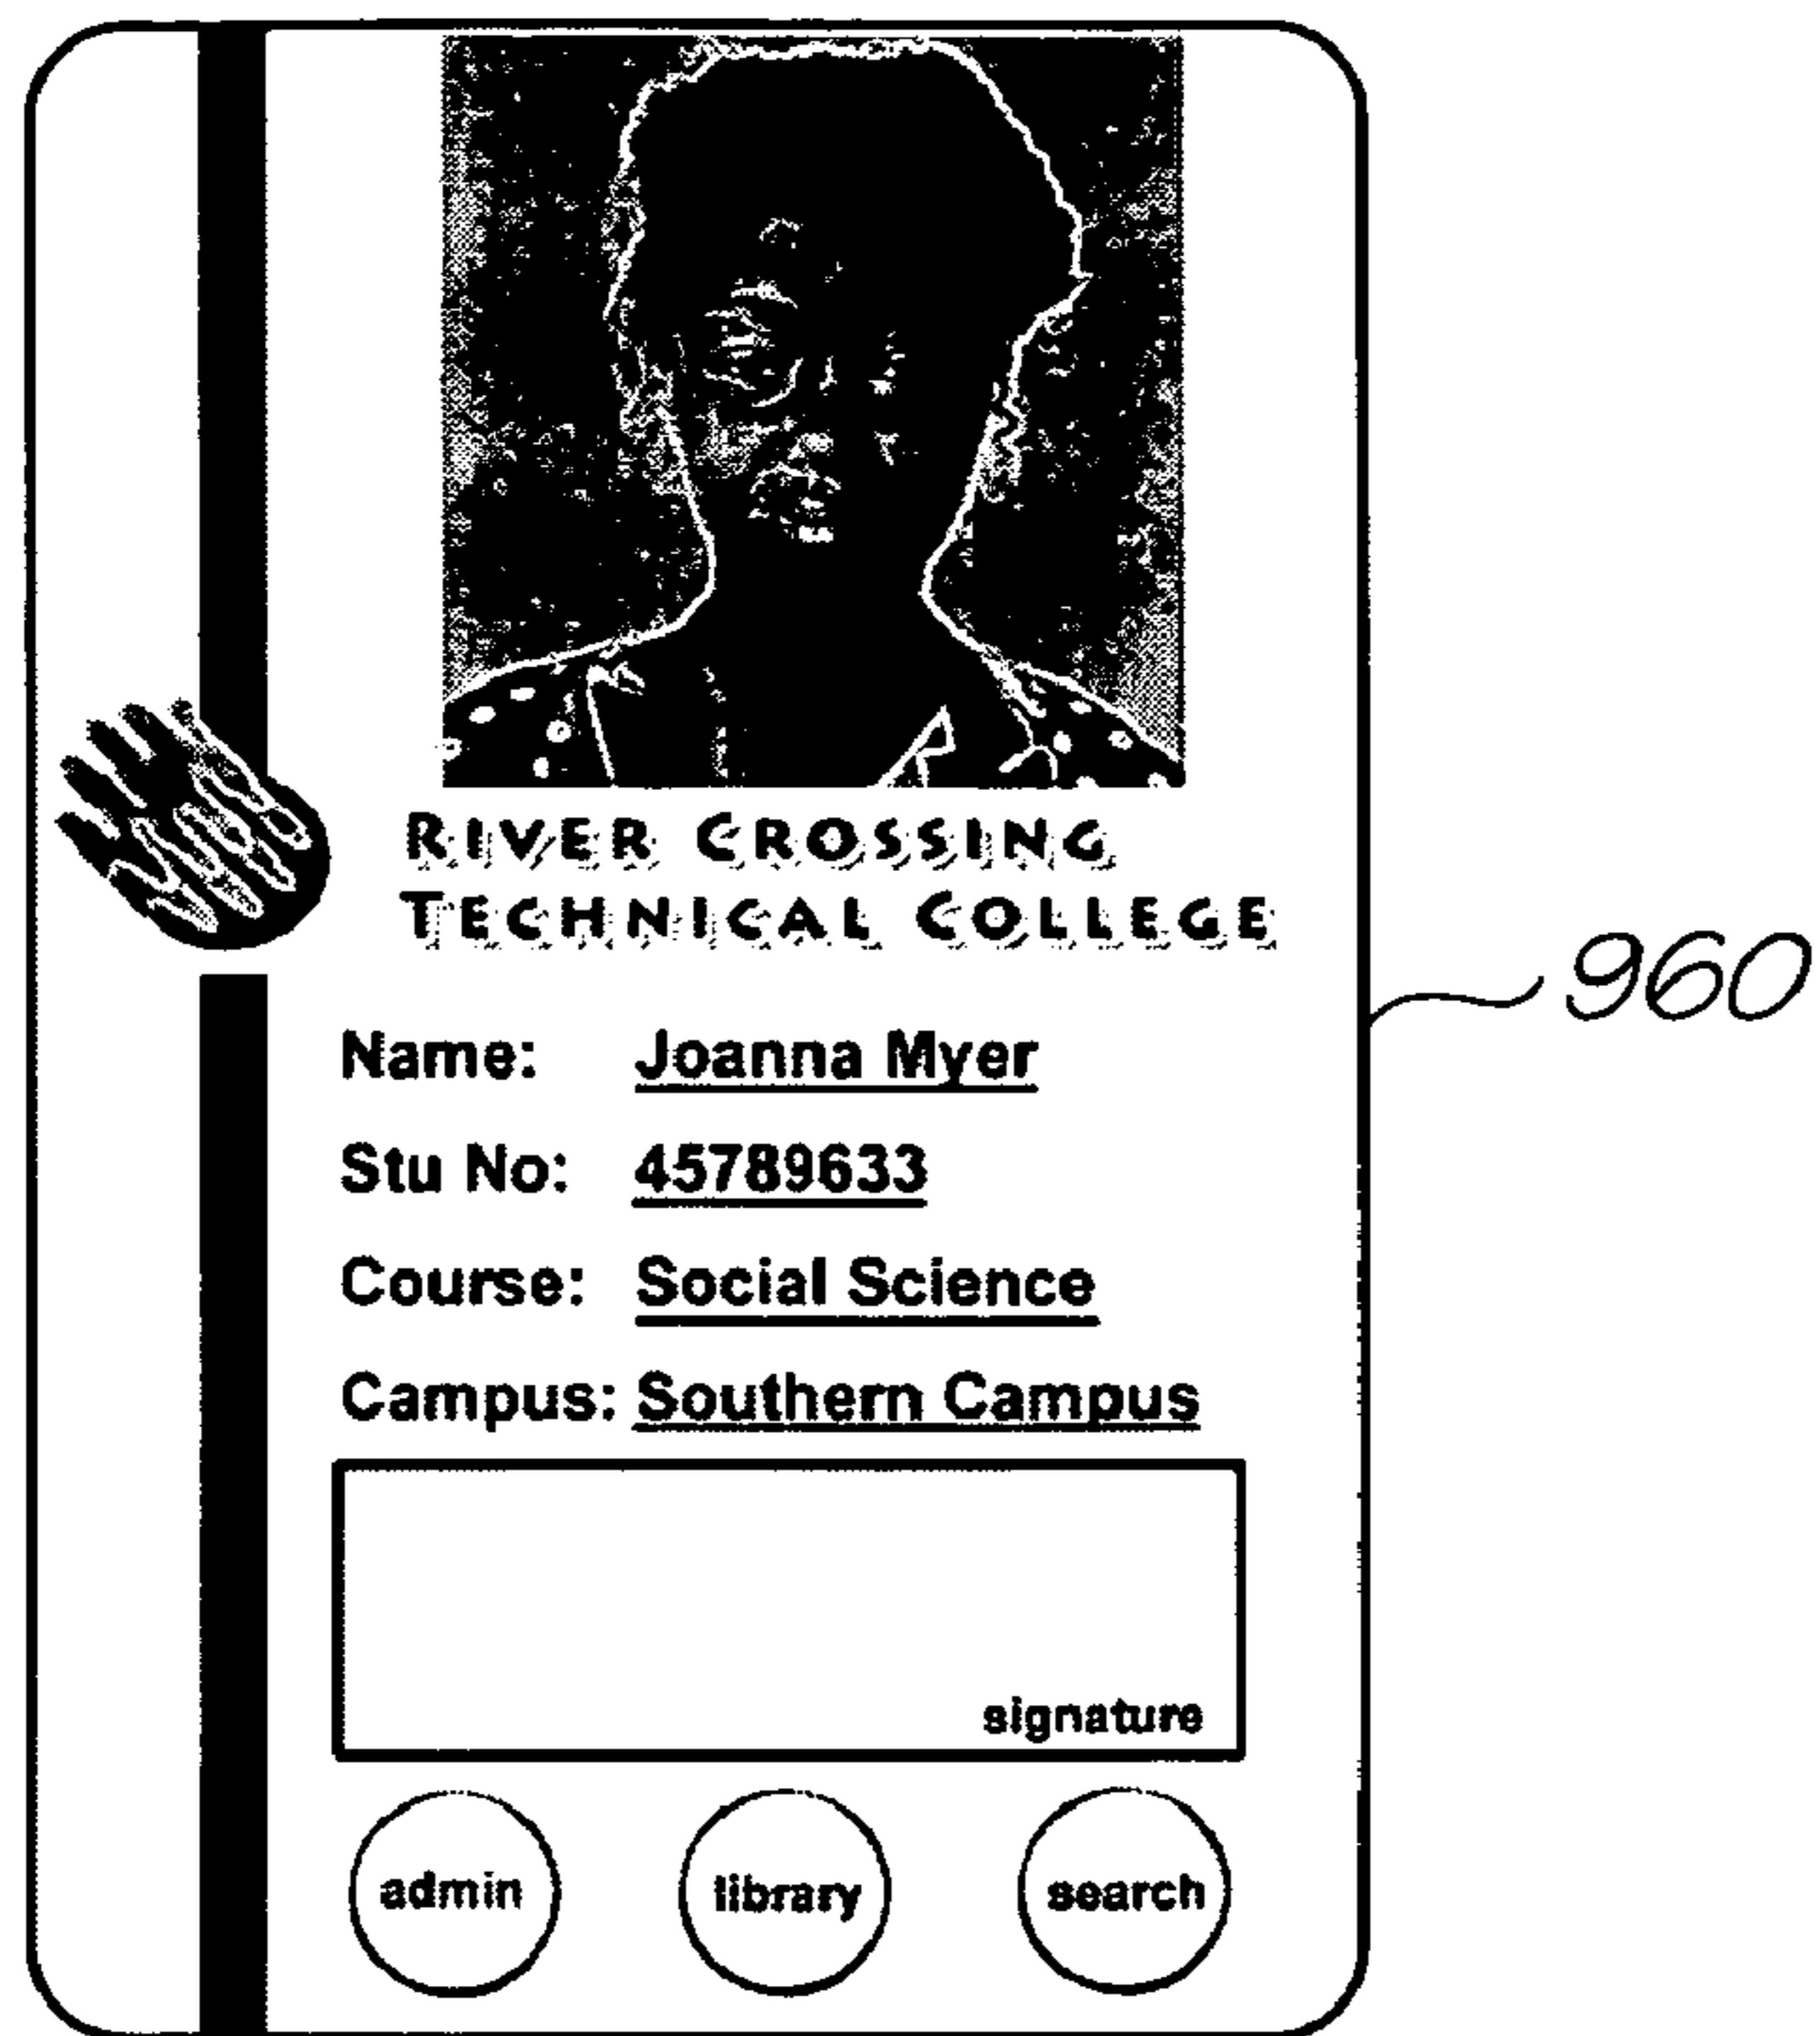 RIVER CROSSING
TECHNICAL COLLEGE
960
Name: Joanna Myer
Stu No: 45789633
Course: Social Science
Campus: Southern Campus
signature
admin library search